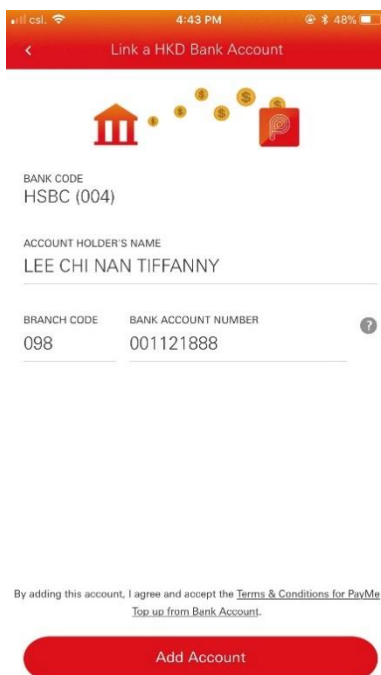 csl. 4:43 PM 48%
Link a HKD Bank Account
BANK CODE
HSBC (004)
ACCOUNT HOLDER'S NAME
LEE CHI NAN TIFFANNY
BRANCH CODE BANK ACCOUNT NUMBER
098 001121888
?
By adding this account, I agree and accept the Terms & Conditions for PayMe
Top up from Bank Account.
Add Account